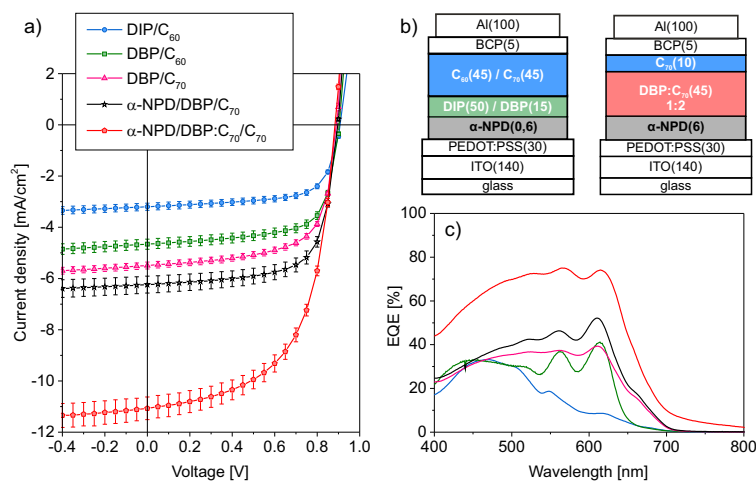 a)
DIP/C₆₀
DBP/C₆₀
DBP/C₇₀
α-NPD/DBP/C₇₀
α-NPD/DBP:C₇₀/C₇₀
2
0
-2
-4
-6
-8
-10
-12
-0.4 -0.2 0.0 0.2 0.4 0.6 0.8 1.0
Current density [mA/cm²]
Voltage [V]
b)
Al(100)
BCP(5)
C₆₀(45) / C₇₀(45)
DIP(50) / DBP(15)
α-NPD(0,6)
PEDOT:PSS(30)
ITO(140)
glass
Al(100)
BCP(5)
C₇₀(10)
DBP:C₇₀(45)
1:2
α-NPD(6)
PEDOT:PSS(30)
ITO(140)
glass
c)
100
80
60
40
20
0
400 500 600 700 800
EQE [%]
Wavelength [nm]